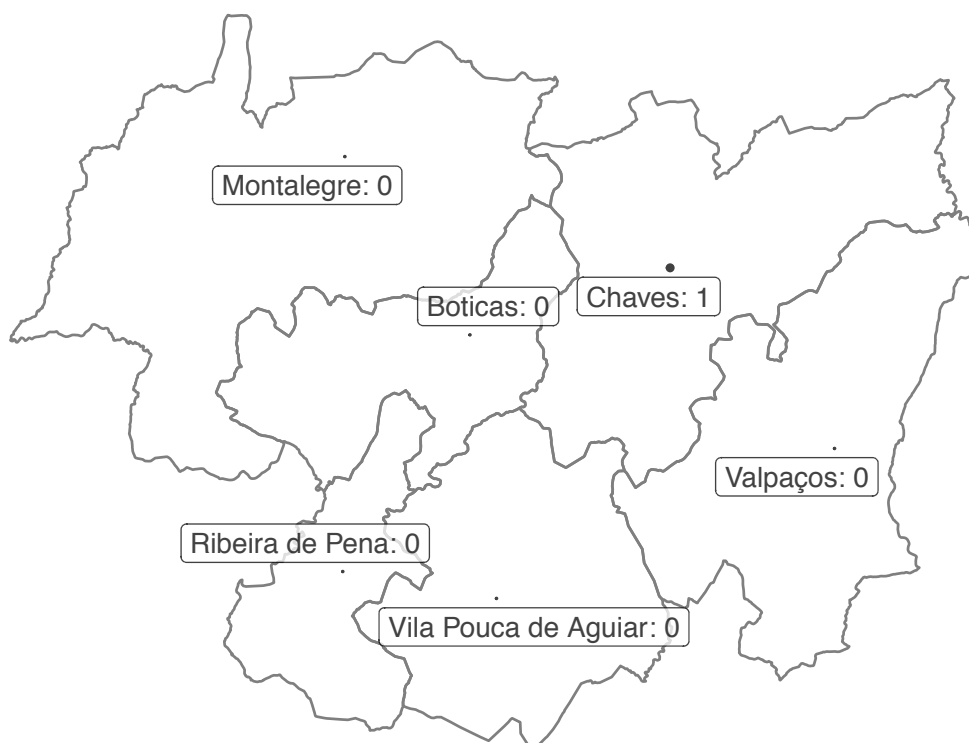 Montalegre: 0
Boticas: 0
Chaves: 1
Valpaços: 0
Ribeira de Pena: 0
Vila Pouca de Aguiar: 0